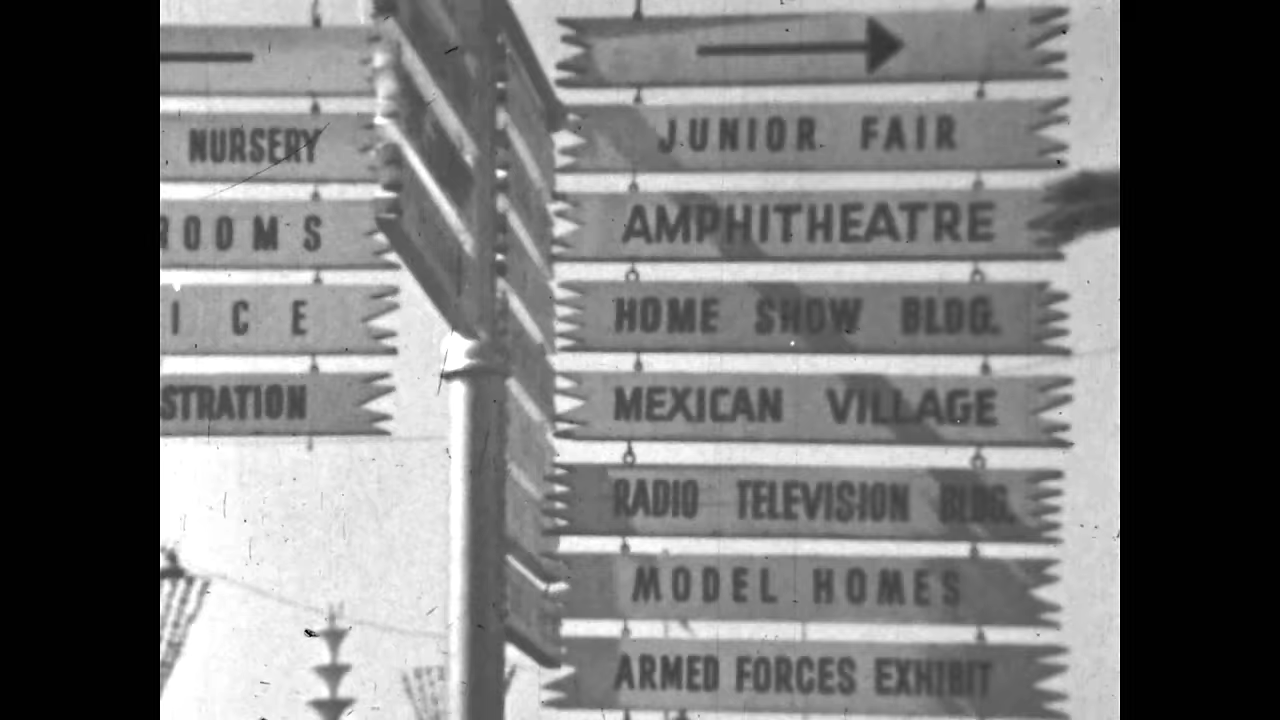 NURSERY
ROOMS
ICE
STRATION
JUNIOR FAIR
AMPHITHEATRE
HOME SHOW BLDG.
MEXICAN VILLAGE
RADIO TELEVISION BLDG.
MODEL HOMES
ARMED FORCES EXHIBIT